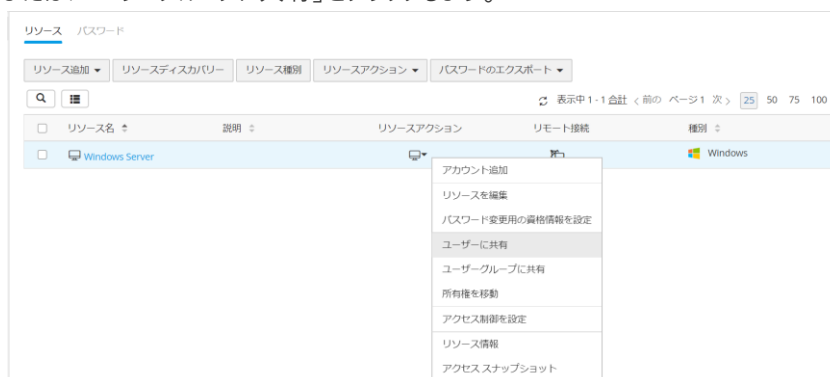 リソース パスワード
リソース追加 リソースディスカバリー リソース種別 リソースアクション パスワードのエクスポート
表示中 1 - 1 合計 前の ページ1 次 25 50 75 100
リソース名 説明 リソースアクション リモート接続 種別
Windows Server Windows
アカウント追加
リソースを編集
パスワード変更用の資格情報を設定
ユーザーに共有
ユーザーグループに共有
所有権を移動
アクセス制御を設定
リソース情報
アクセス スナップショット